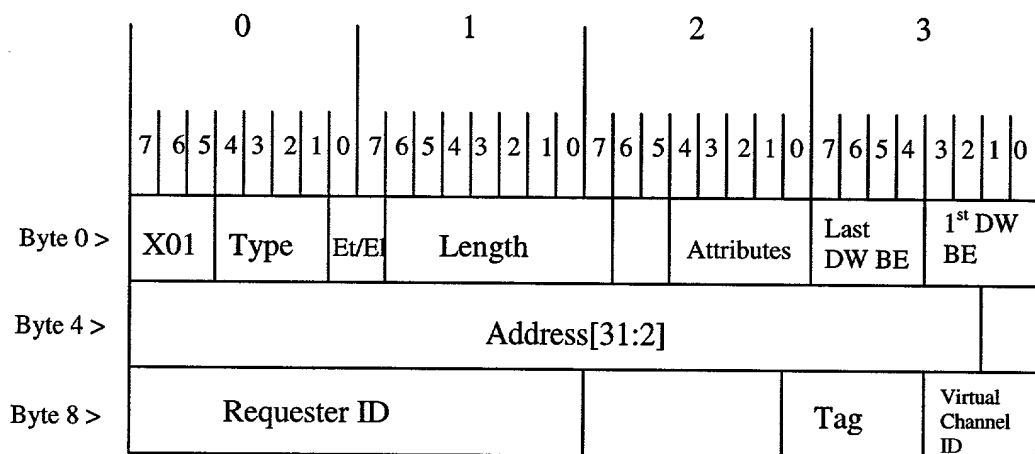 0 1 2 3
7 6 5 4 3 2 1 0 7 6 5 4 3 2 1 0 7 6 5 4 3 2 1 0 7 6 5 4 3 2 1 0
Byte 0 > X01 Type Et/El Length Attributes Last DW BE 1st DW BE
Byte 4 > Address[31:2]
Byte 8 > Requester ID Tag Virtual Channel ID